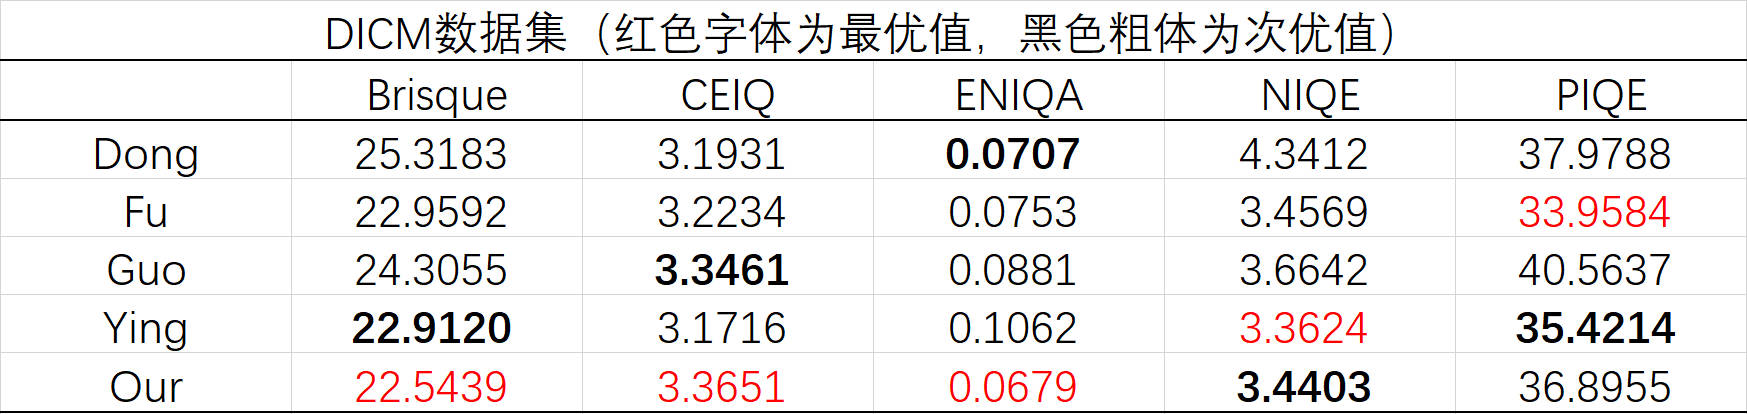 DICM数据集（红色字体为最优值，黑色粗体为次优值）
Brisque CEIQ ENIQA NIQE PIQE
Dong 25.3183 3.1931 0.0707 4.3412 37.9788
Fu 22.9592 3.2234 0.0753 3.4569 33.9584
Guo 24.3055 3.3461 0.0881 3.6642 40.5637
Ying 22.9120 3.1716 0.1062 3.3624 35.4214
Our 22.5439 3.3651 0.0679 3.4403 36.8955